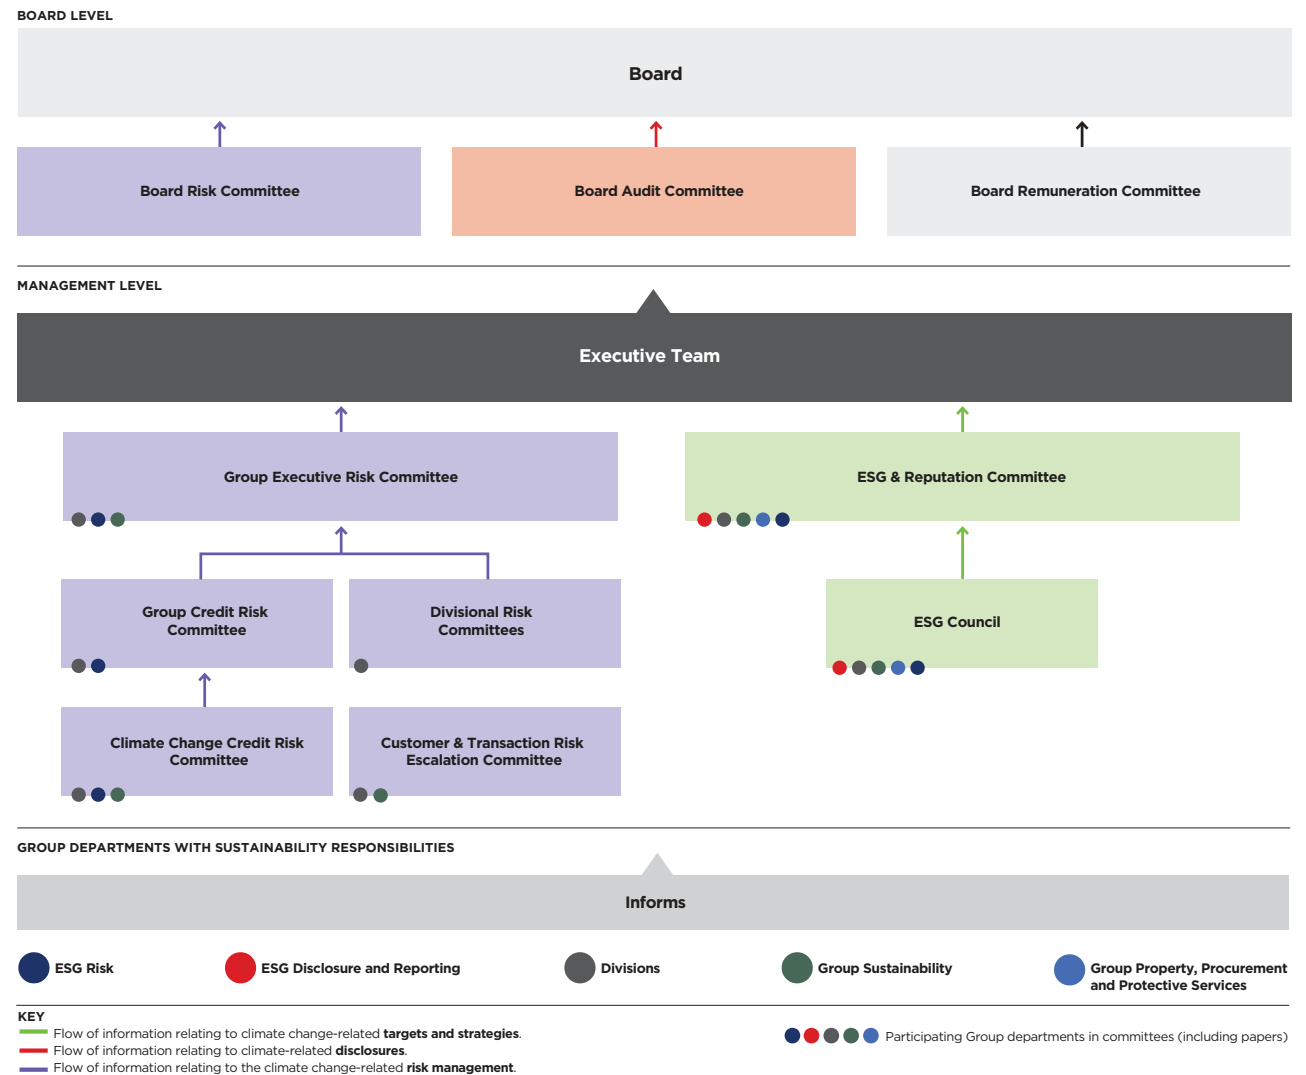 BOARD LEVEL
Board
Board Risk Committee
Board Audit Committee
Board Remuneration Committee
MANAGEMENT LEVEL
Executive Team
Group Executive Risk Committee
ESG & Reputation Committee
Group Credit Risk
Committee
Divisional Risk
Committees
ESG Council
Climate Change Credit Risk
Committee
Customer & Transaction Risk
Escalation Committee
GROUP DEPARTMENTS WITH SUSTAINABILITY RESPONSIBILITIES
Informs
ESG Risk
ESG Disclosure and Reporting
Divisions
Group Sustainability
Group Property, Procurement
and Protective Services
KEY
Flow of information relating to climate change-related targets and strategies.
Flow of information relating to climate-related disclosures.
Flow of information relating to the climate change-related risk management.
Participating Group departments in committees (including papers)